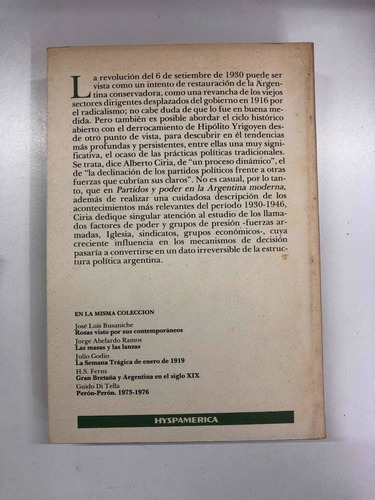 La revolución del 6 de setiembre de 1930 puede ser
vista como un intento de restauración de la Argen-
tina conservadora, como una revancha de los viejos
sectores dirigentes desplazados del gobierno en 1916 por
el radicalismo; no cabe duda de que lo fue en buena me-
dida. Pero también es posible abordar el ciclo histórico
abierto con el derrocamiento de Hipólito Yrigoyen des-
de otro punto de vista, para descubrir en él tendencias
más profundas y persistentes, entre ellas una muy signi-
ficativa, el ocaso de las prácticas políticas tradicionales.
Se trata, dice Alberto Ciria, de "un proceso dinámico", el
de "la declinación de los partidos políticos frente a otras
fuerzas que cubrían sus claros". No es casual, por lo tan-
to, que en Partidos y poder en la Argentina moderna,
además de realizar una cuidadosa descripción de los
acontecimientos más relevantes del período 1930-1946,
Ciria dedique singular atención al estudio de los llama-
dos factores de poder y grupos de presión -fuerzas ar-
madas, Iglesia, sindicatos, grupos económicos-, cuya
creciente influencia en los mecanismos de decisión
pasaría a convertirse en un dato irreversible de la estruc-
tura política argentina.
EN LA MISMA COLECCION
José Luis Busaniche
Rosas visto por sus contemporáneos
Jorge Abelardo Ramos
Las masas y las lanzas
Julio Godio
La Semana Trágica de enero de 1919
H.S. Ferns
Gran Bretaña y Argentina en el siglo XIX
Guido Di Tella
Perón-Perón. 1973-1976
HYSPAMERICA